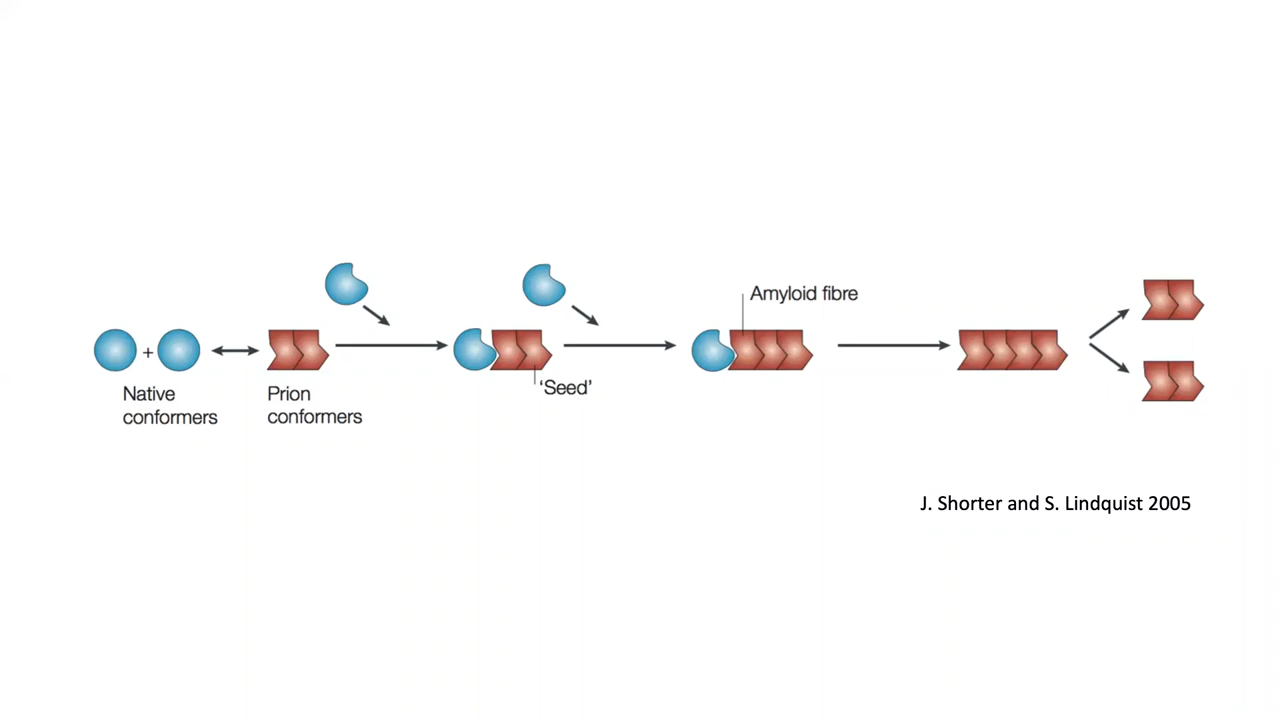 Amyloid fibre
+
Native
conformers
Prion
conformers
'Seed'
J. Shorter and S. Lindquist 2005